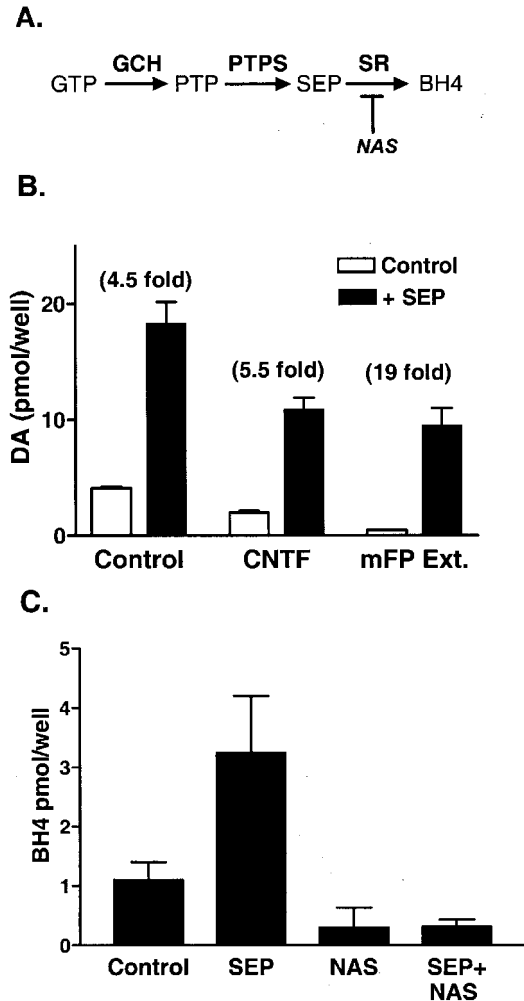 A.
GCH PTPS SR
GTP PTP SEP BH4
NAS
B.
Control
+ SEP
(4.5 fold)
(5.5 fold)
(19 fold)
DA (pmol/well)
20
10
0
Control CNTF mFP Ext.
C.
BH4 pmol/well
5
4
3
2
1
0
Control SEP NAS SEP+
NAS